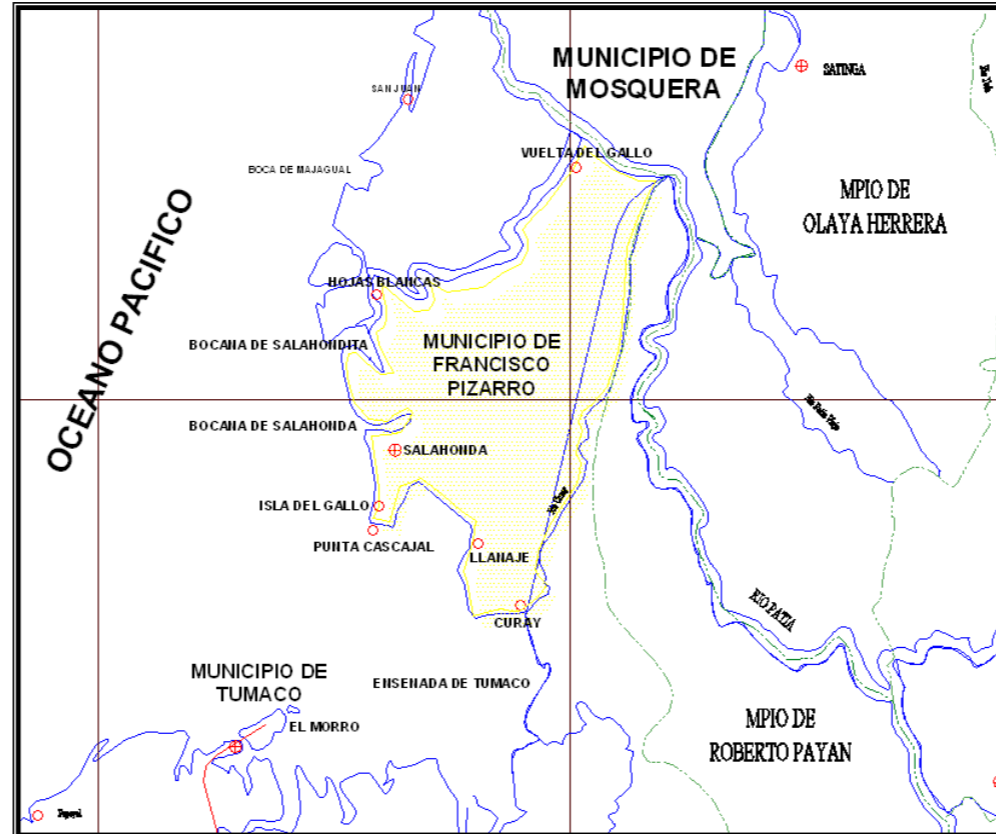 MUNICIPIO DE
MOSQUERA
SATINGA
SAN JUAN
VUELTA DEL GALLO
BOCA DE MAJAGUAL
MPIO DE
OLAYA HERRERA
OCEANO PACIFICO
HOJAS BLANCAS
BOCANA DE SALAHONDITA
MUNICIPIO DE
FRANCISCO
PIZARRO
BOCANA DE SALAHONDA
SALAHONDA
ISLA DEL GALLO
PUNTA CASCAJAL
LLANAJE
CURAY
RIO PATIA
MUNICIPIO DE
TUMACO
ENSENADA DE TUMACO
EL MORRO
MPIO DE
ROBERTO PAYAN